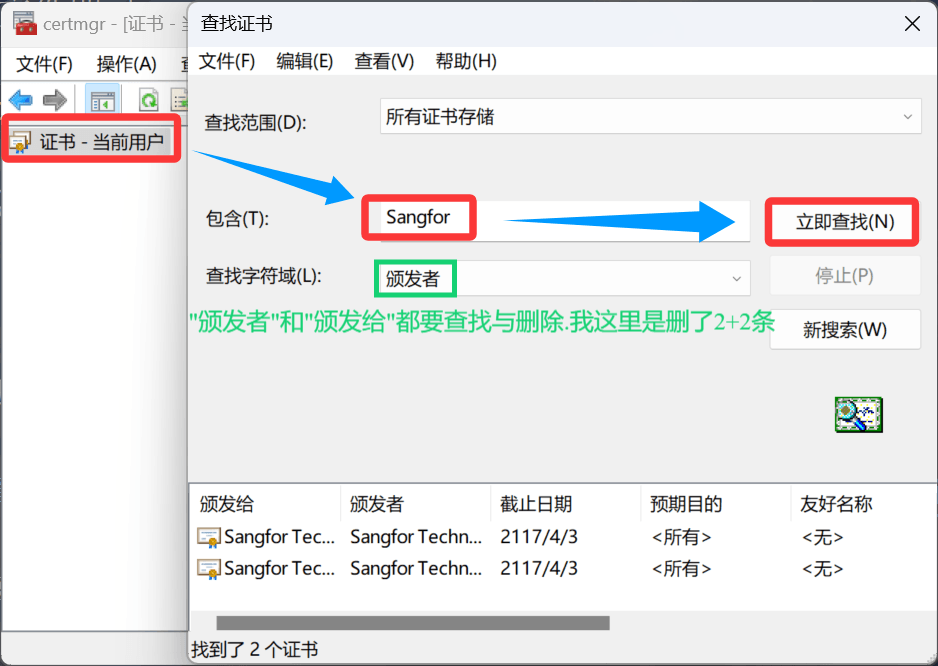 certmgr - [证书 - 当
文件(F) 操作(A) 查
证书 - 当前用户
查找证书
文件(F) 编辑(E) 查看(V) 帮助(H)
查找范围(D): 所有证书存储
包含(T): Sangfor 立即查找(N)
查找字符域(L): 颁发者 停止(P)
"颁发者"和"颁发给"都要查找与删除.我这里是删了2+2条
新搜索(W)
颁发给 颁发者 截止日期 预期目的 友好名称
Sangfor Tec... Sangfor Techn... 2117/4/3 <所有> <无>
Sangfor Tec... Sangfor Techn... 2117/4/3 <所有> <无>
找到了 2 个证书